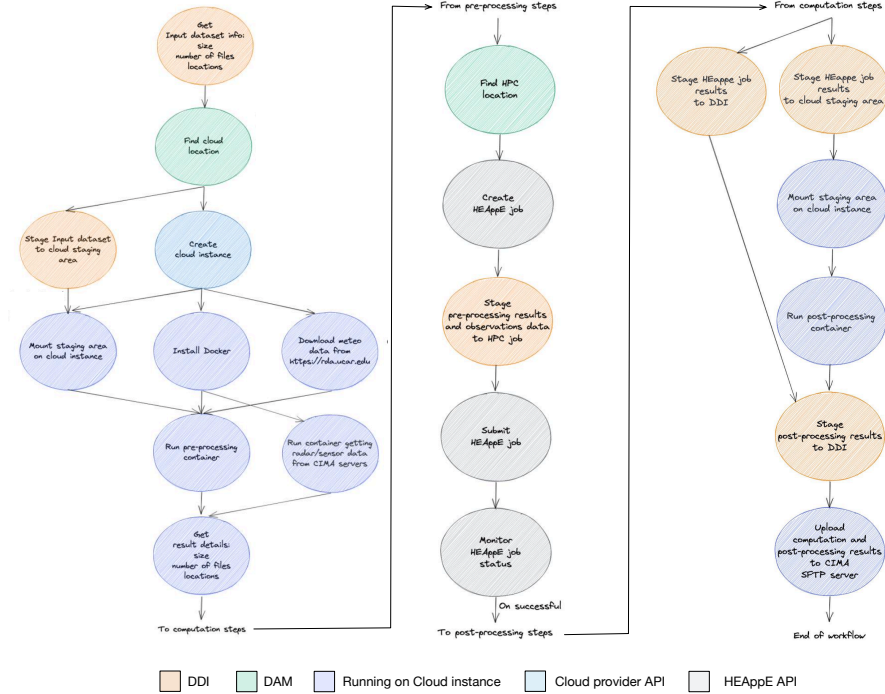 Get
Input dataset info:
size
number of files
locations
Find cloud
location
Stage Input dataset
to cloud staging
area
Create
cloud instance
Mount staging area
on cloud instance
Install Docker
Download meteo
data from
https://rda.ucar.edu
Run pre-processing
container
Run container getting
radar/sensor data
from CIMA servers
Get
result details:
size
number of files
locations
To computation steps
From pre-processing steps
Find HPC
location
Create
HEAppE job
Stage
pre-processing results
and observations data
to HPC job
Submit
HEAppE job
Monitor
HEAppE job
status
On successful
To post-processing steps
From computation steps
Stage HEappe job
results
to DDI
Stage HEappe job
results
to cloud staging area
Mount staging area
on cloud instance
Run post-processing
container
Stage
post-processing results
to DDI
Upload
computation and
post-processing results
to CIMA
SFTP server
End of workflow
DDI
DAM
Running on Cloud instance
Cloud provider API
HEAppE API